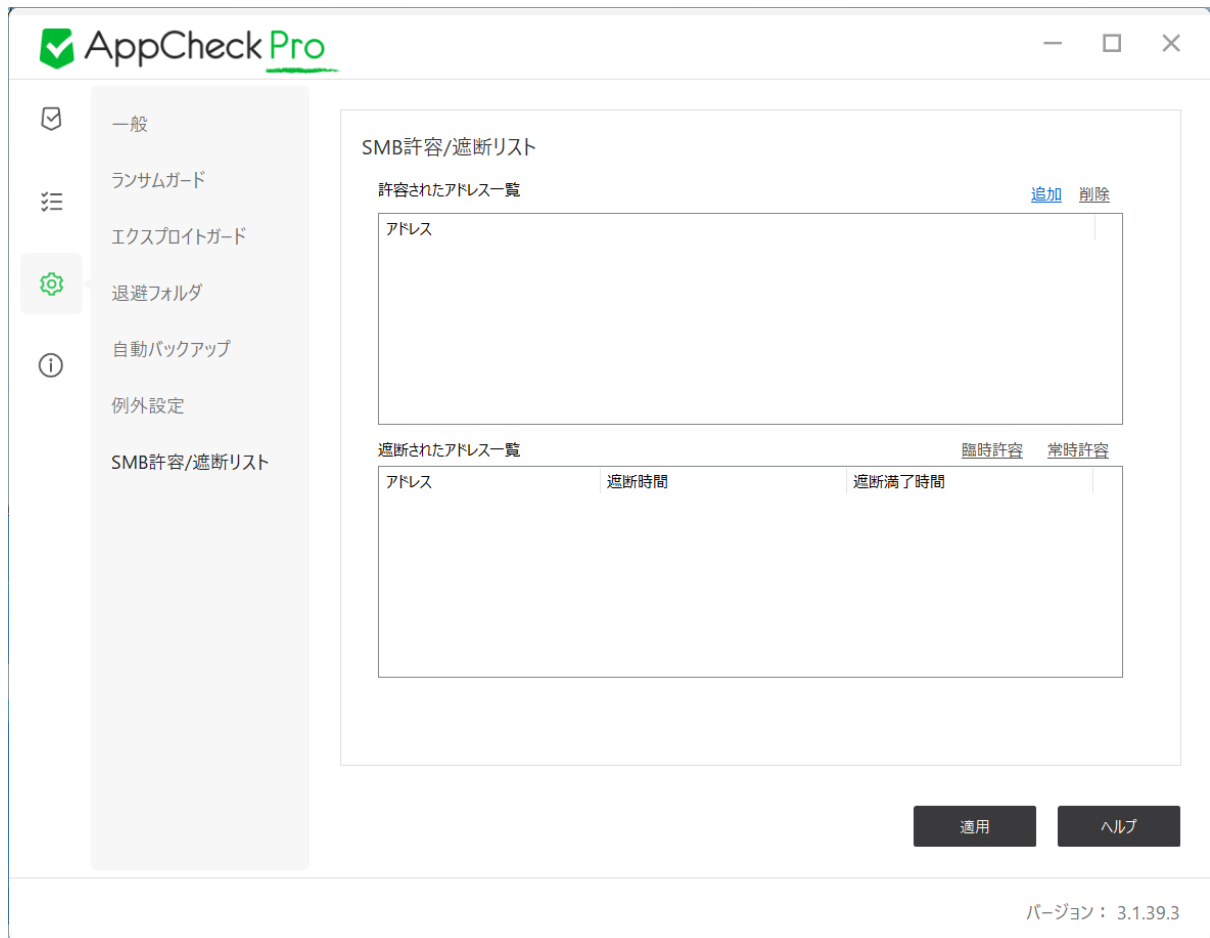 AppCheck Pro
一般
ランサムガード
エクスプロイトガード
退避フォルダ
自動バックアップ
例外設定
SMB許容/遮断リスト
SMB許容/遮断リスト
許容されたアドレス一覧
追加 削除
アドレス
遮断されたアドレス一覧
臨時許容 常時許容
アドレス 遮断時間 遮断満了時間
適用 ヘルプ
バージョン： 3.1.39.3